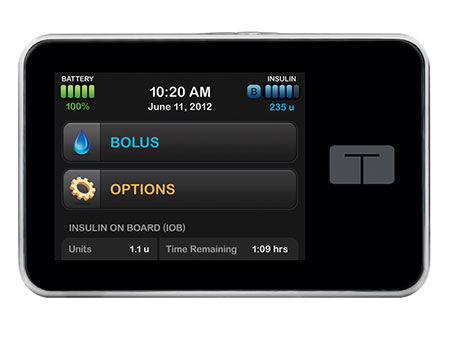 BATTERY
INSULIN
10:20 AM
100%
June 11, 2012
B
235 u
BOLUS
OPTIONS
INSULIN ON BOARD (IOB)
Units 1.1 u Time Remaining 1:09 hrs
T